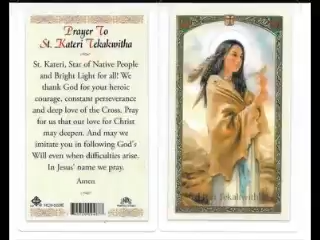 Prayer To
St. Kateri Tekakwitha
St. Kateri, Star of Native People
and Bright Light for all! We
thank God for your heroic
courage, constant perseverance
and deep love of the Cross. Pray
for us that our love for Christ
may deepen. And may we
imitate you in following God's
Will even when difficulties arise.
In Jesus' name we pray.
Amen
Tekakwitha